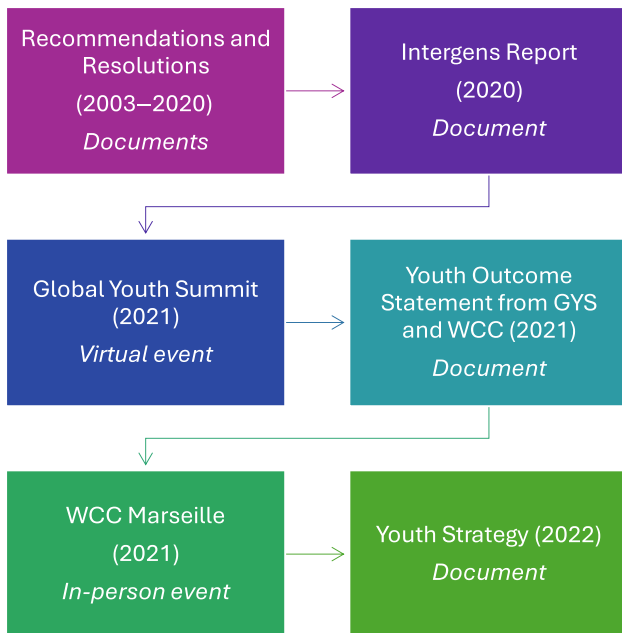 Recommendations and
Resolutions
(2003–2020)
Documents
Intergens Report
(2020)
Document
Global Youth Summit
(2021)
Virtual event
Youth Outcome
Statement from GYS
and WCC (2021)
Document
WCC Marseille
(2021)
In-person event
Youth Strategy (2022)
Document